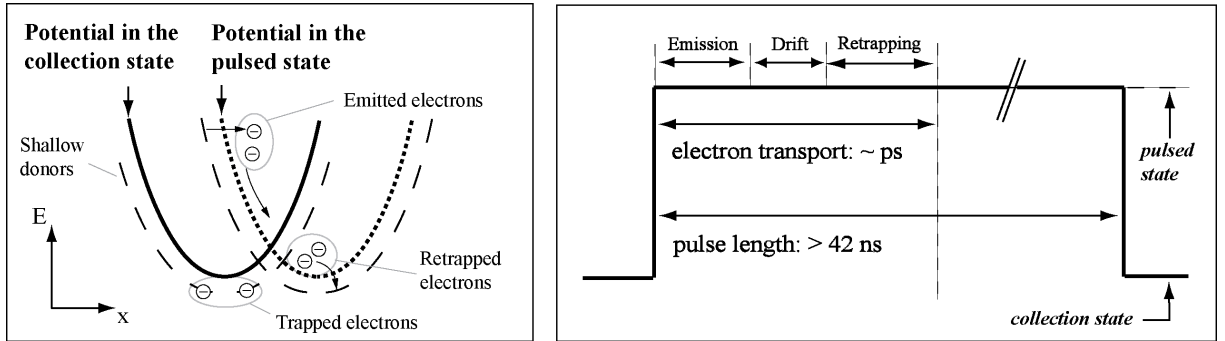 Potential in the
collection state
Potential in the
pulsed state
Emitted electrons
Shallow
donors
E
x
Retrapped
electrons
Trapped electrons
Emission
Drift
Retrapping
electron transport: ~ ps
pulsed
state
pulse length: > 42 ns
collection state